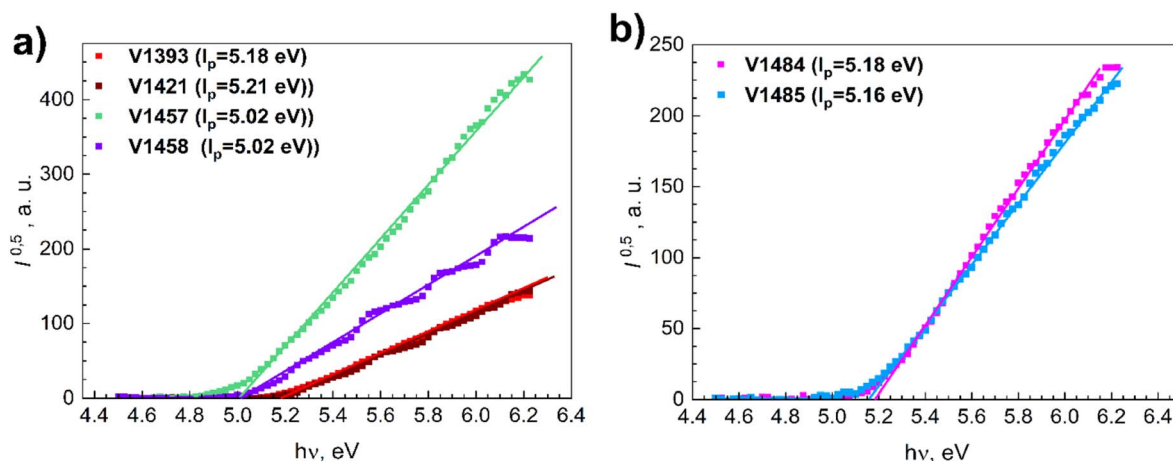 a)
V1393 (Ip=5.18 eV)
V1421 (Ip=5.21 eV))
V1457 (Ip=5.02 eV))
V1458 (Ip=5.02 eV))
400
300
200
100
0
I^0,5, a. u.
4.4 4.6 4.8 5.0 5.2 5.4 5.6 5.8 6.0 6.2 6.4
hν, eV
b)
V1484 (Ip=5.18 eV)
V1485 (Ip=5.16 eV)
250
200
150
100
50
0
I^0,5, a. u.
4.4 4.6 4.8 5.0 5.2 5.4 5.6 5.8 6.0 6.2 6.4
hν, eV